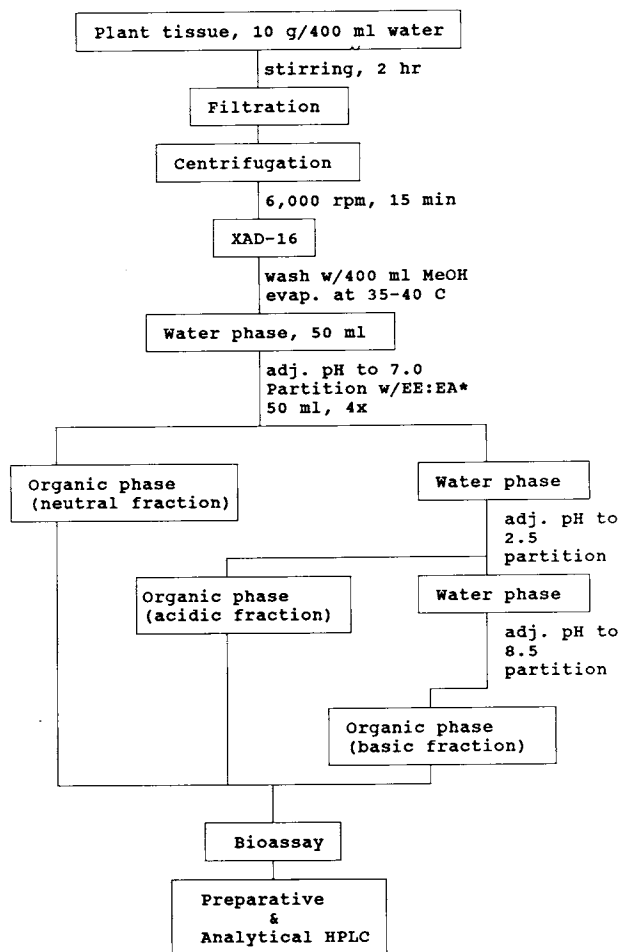 Plant tissue, 10 g/400 ml water
stirring, 2 hr
Filtration
Centrifugation
6,000 rpm, 15 min
XAD-16
wash w/400 ml MeOH
evap. at 35-40 C
Water phase, 50 ml
adj. pH to 7.0
Partition w/EE:EA*
50 ml, 4x
Organic phase
(neutral fraction)
Water phase
adj. pH to
2.5
partition
Organic phase
(acidic fraction)
Water phase
adj. pH to
8.5
partition
Organic phase
(basic fraction)
Bioassay
Preparative
&
Analytical HPLC